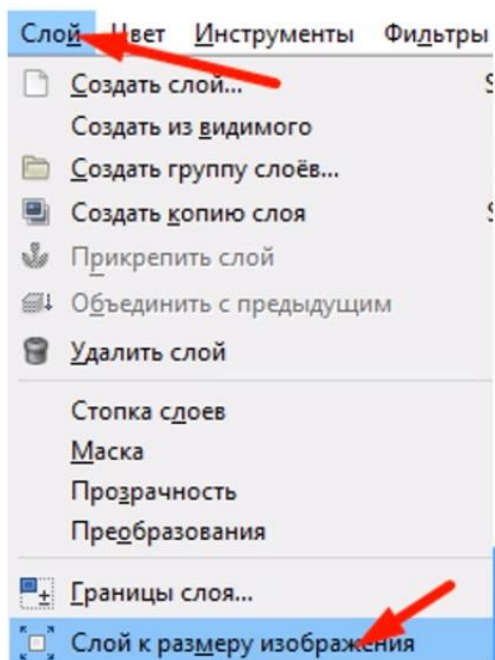 Слой Цвет Инструменты Фильтры
Создать слой...
Создать из видимого
Создать группу слоёв...
Создать копию слоя
Прикрепить слой
Объединить с предыдущим
Удалить слой
Стопка слоев
Маска
Прозрачность
Преобразования
Границы слоя...
Слой к размеру изображения